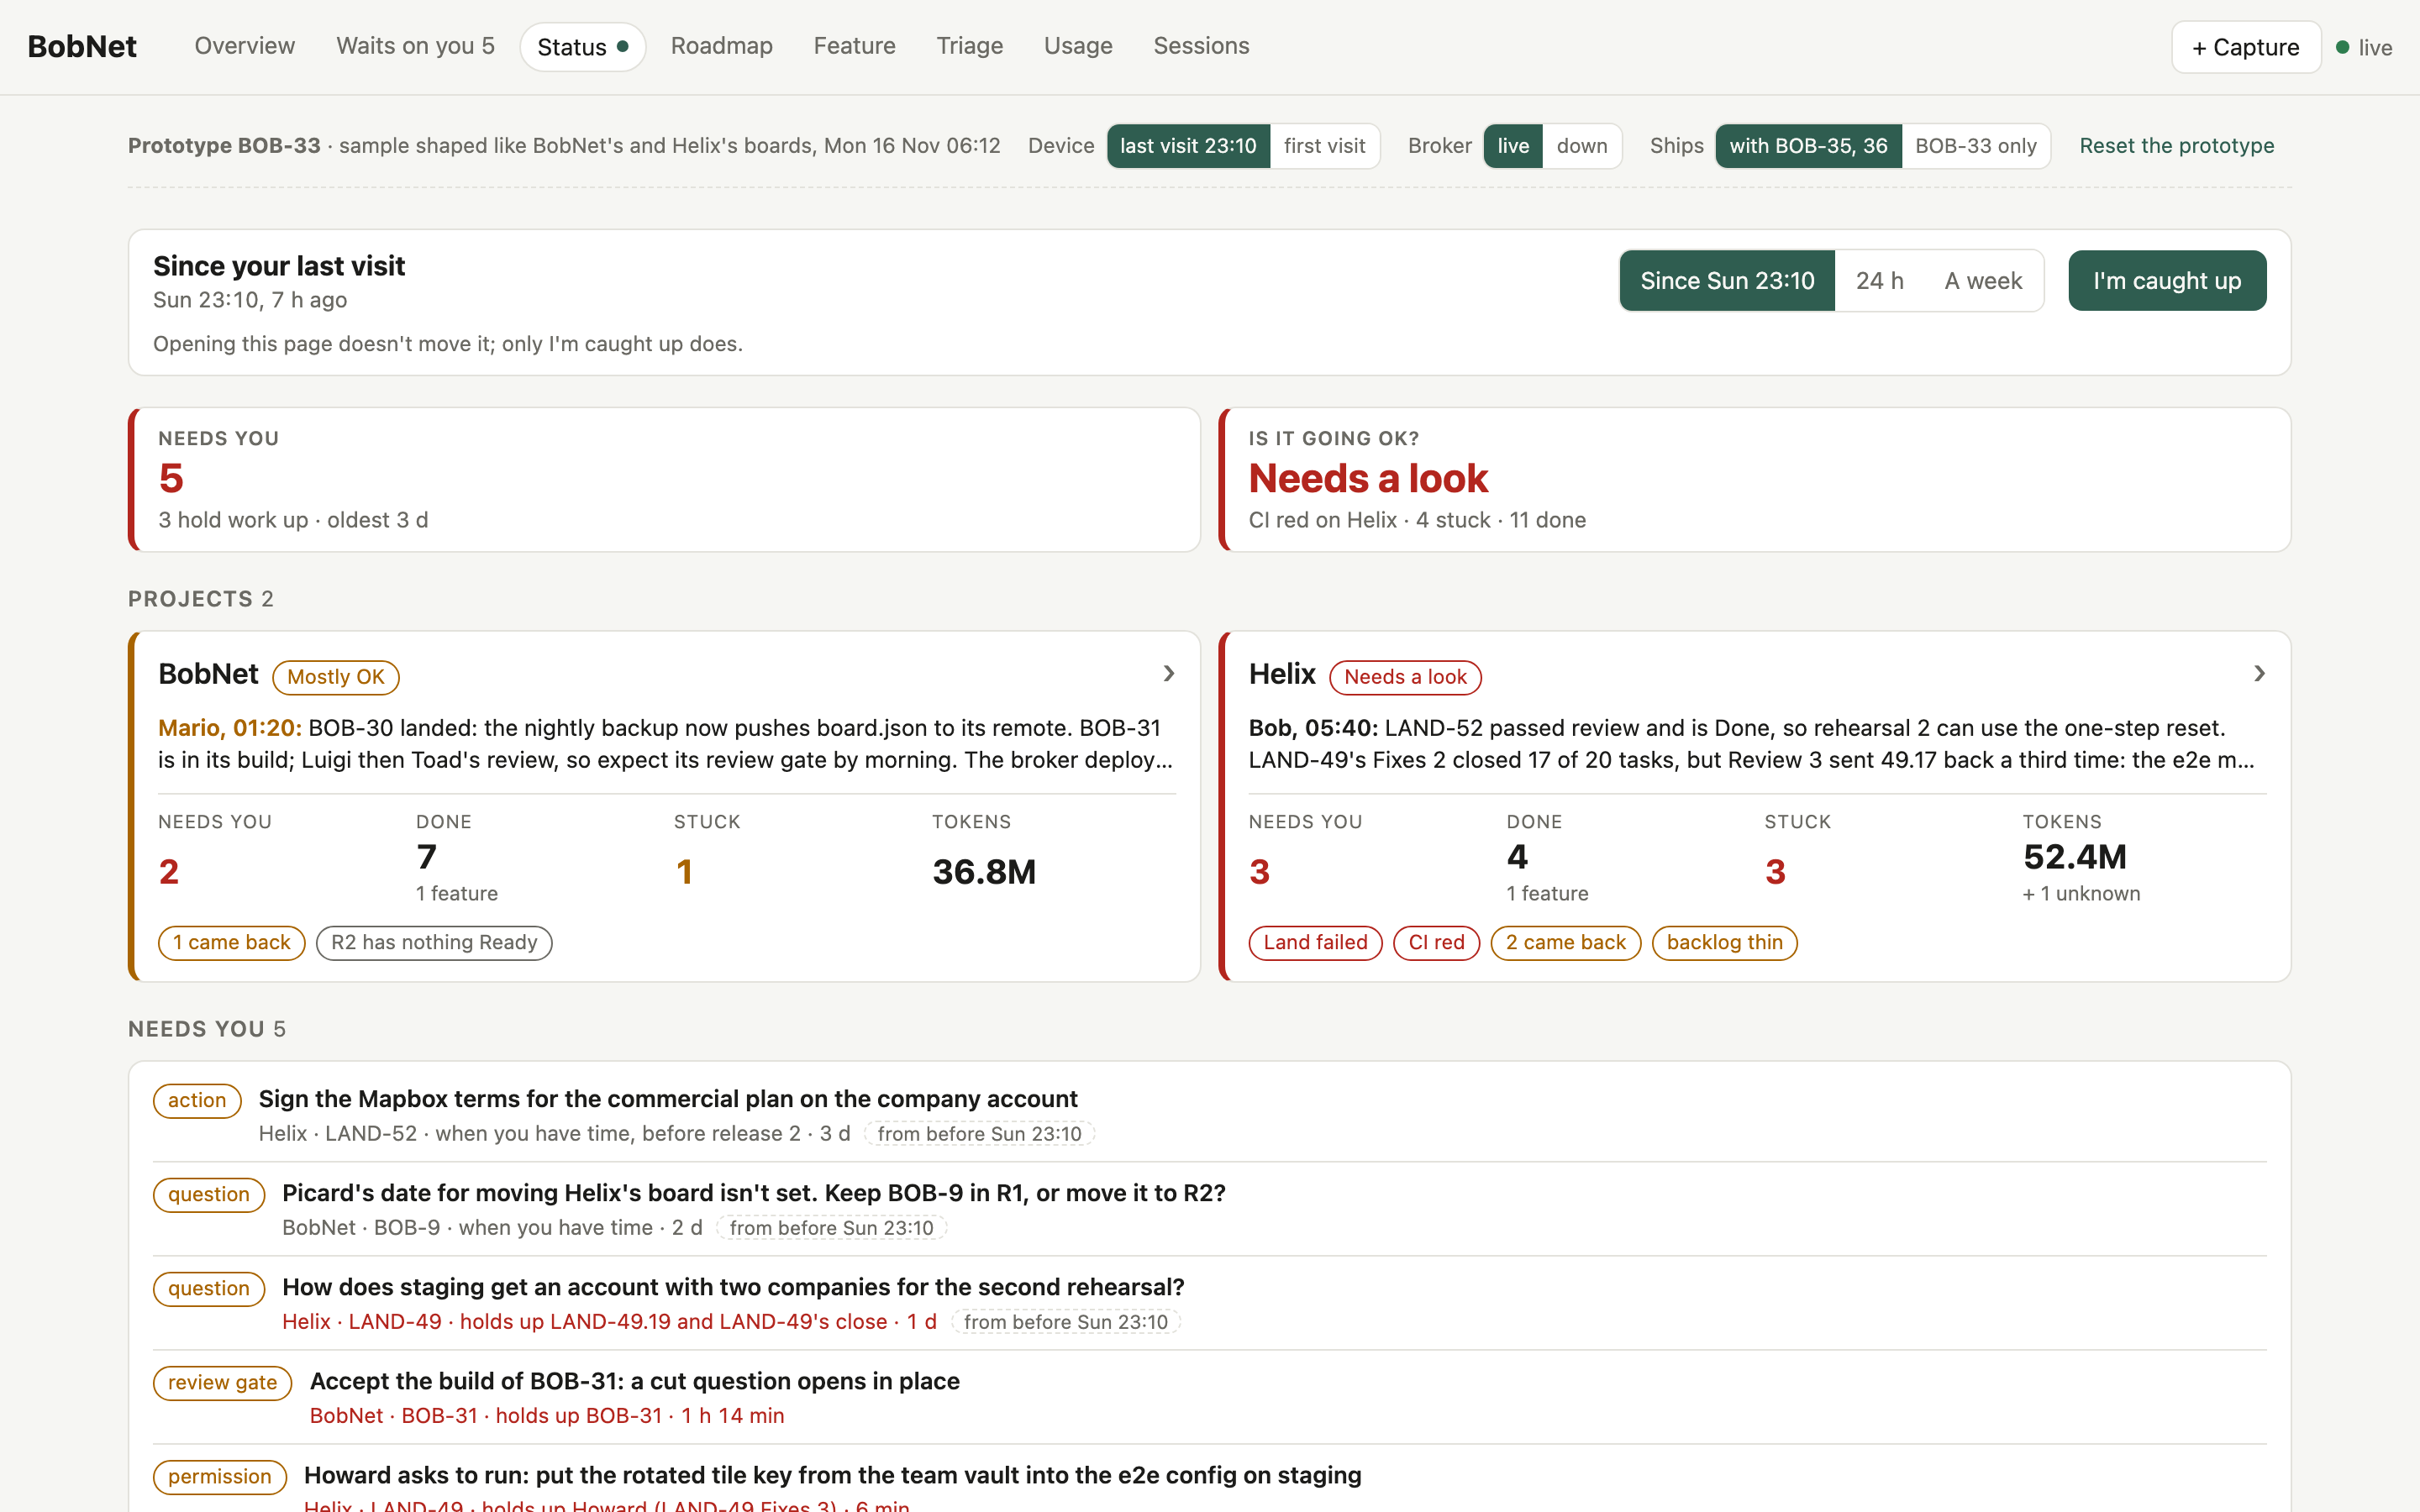 BobNet Overview Waits on you 5 Status Roadmap Feature Triage Usage Sessions + Capture live
Prototype BOB-33 · sample shaped like BobNet's and Helix's boards, Mon 16 Nov 06:12 Device last visit 23:10 first visit Broker live down Ships with BOB-35, 36 BOB-33 only Reset the prototype
Since your last visit
Sun 23:10, 7 h ago
Opening this page doesn't move it; only I'm caught up does.
Since Sun 23:10 24 h A week I'm caught up
NEEDS YOU
5
3 hold work up · oldest 3 d
IS IT GOING OK?
Needs a look
CI red on Helix · 4 stuck · 11 done
PROJECTS 2
BobNet Mostly OK ›
Mario, 01:20: BOB-30 landed: the nightly backup now pushes board.json to its remote. BOB-31
is in its build; Luigi then Toad's review, so expect its review gate by morning. The broker deploy...
NEEDS YOU DONE STUCK TOKENS
2 7 1 36.8M
1 feature
1 came back R2 has nothing Ready
Helix Needs a look ›
Bob, 05:40: LAND-52 passed review and is Done, so rehearsal 2 can use the one-step reset.
LAND-49's Fixes 2 closed 17 of 20 tasks, but Review 3 sent 49.17 back a third time: the e2e m...
NEEDS YOU DONE STUCK TOKENS
3 4 3 52.4M
1 feature + 1 unknown
Land failed CI red 2 came back backlog thin
NEEDS YOU 5
action Sign the Mapbox terms for the commercial plan on the company account
Helix · LAND-52 · when you have time, before release 2 · 3 d from before Sun 23:10
question Picard's date for moving Helix's board isn't set. Keep BOB-9 in R1, or move it to R2?
BobNet · BOB-9 · when you have time · 2 d from before Sun 23:10
question How does staging get an account with two companies for the second rehearsal?
Helix · LAND-49 · holds up LAND-49.19 and LAND-49's close · 1 d from before Sun 23:10
review gate Accept the build of BOB-31: a cut question opens in place
BobNet · BOB-31 · holds up BOB-31 · 1 h 14 min
permission Howard asks to run: put the rotated tile key from the team vault into the e2e config on staging
Helix · LAND-49 · holds up Howard (LAND-49 Fixes 3) · 6 min